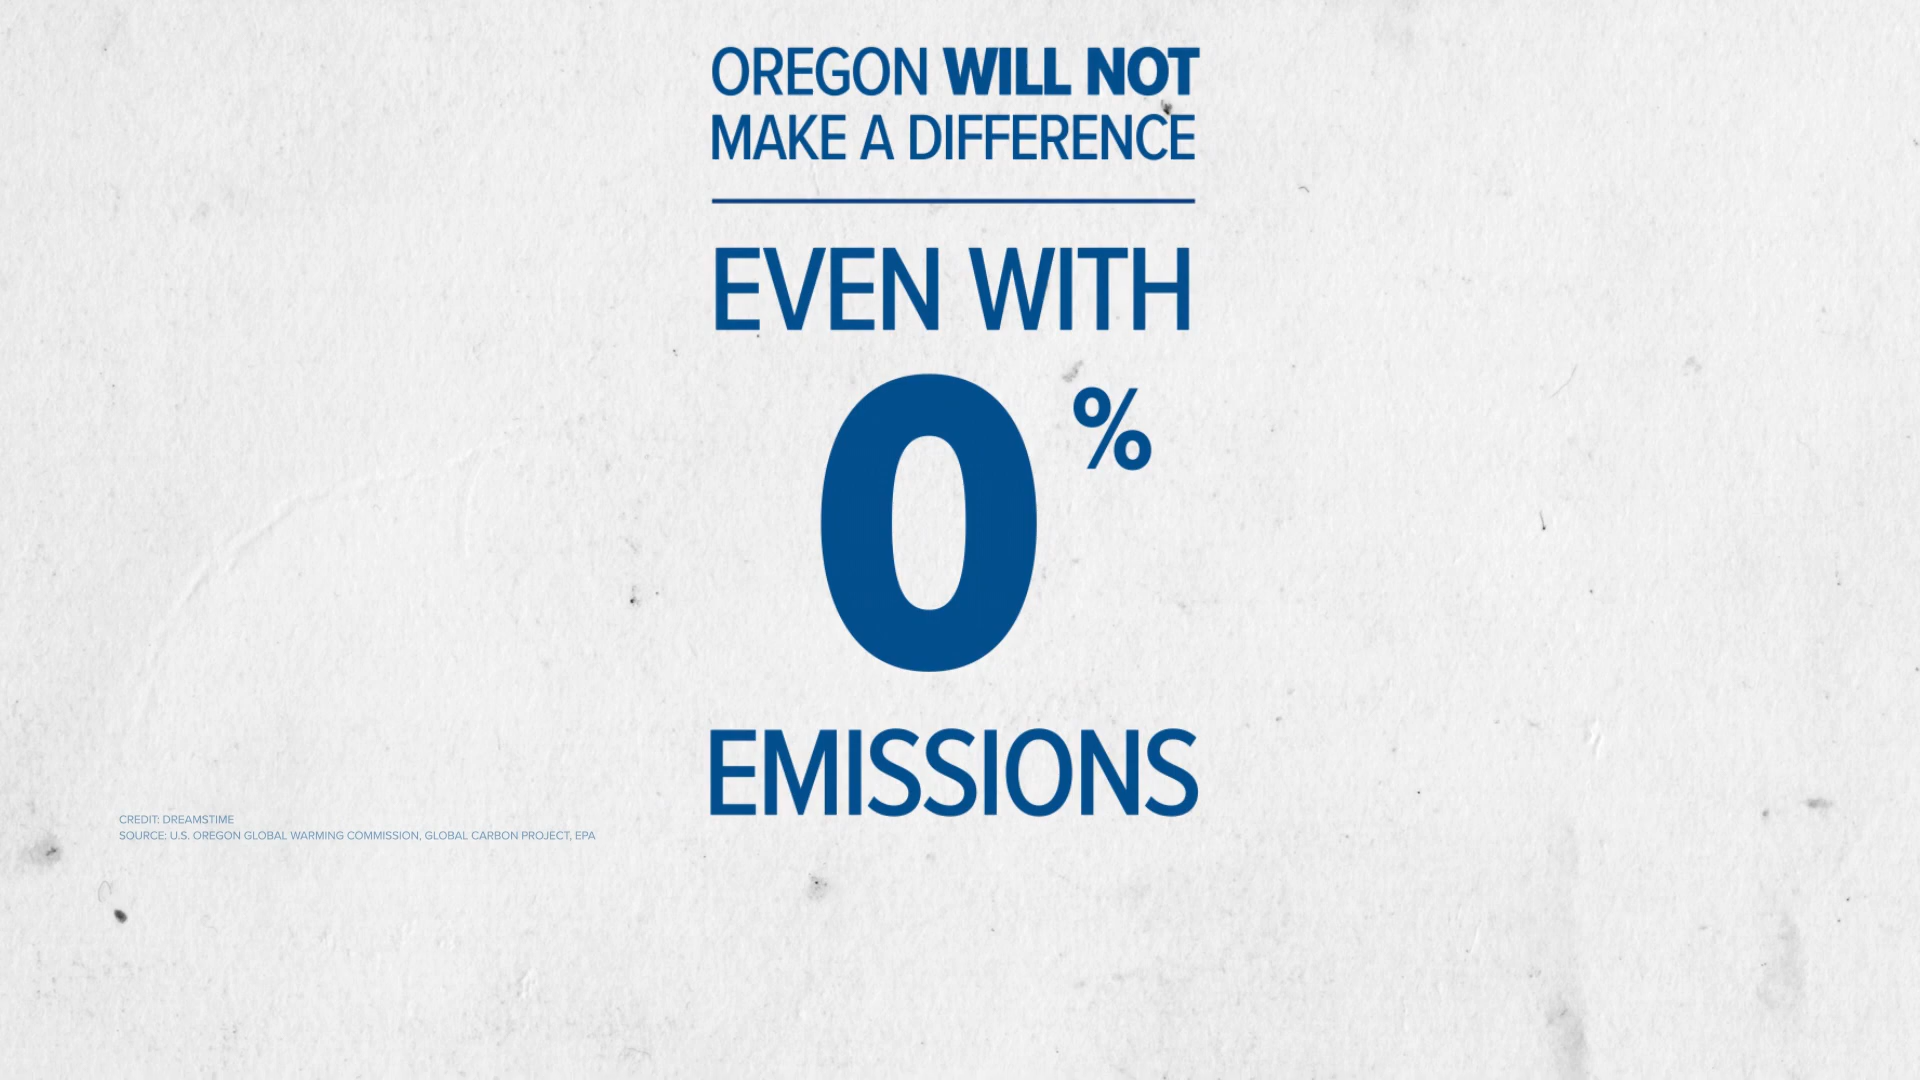 OREGON WILL NOT
MAKE A DIFFERENCE
EVEN WITH
0%
EMISSIONS
CREDIT: DREAMSTIME
SOURCE: U.S. OREGON GLOBAL WARMING COMMISSION, GLOBAL CARBON PROJECT, EPA